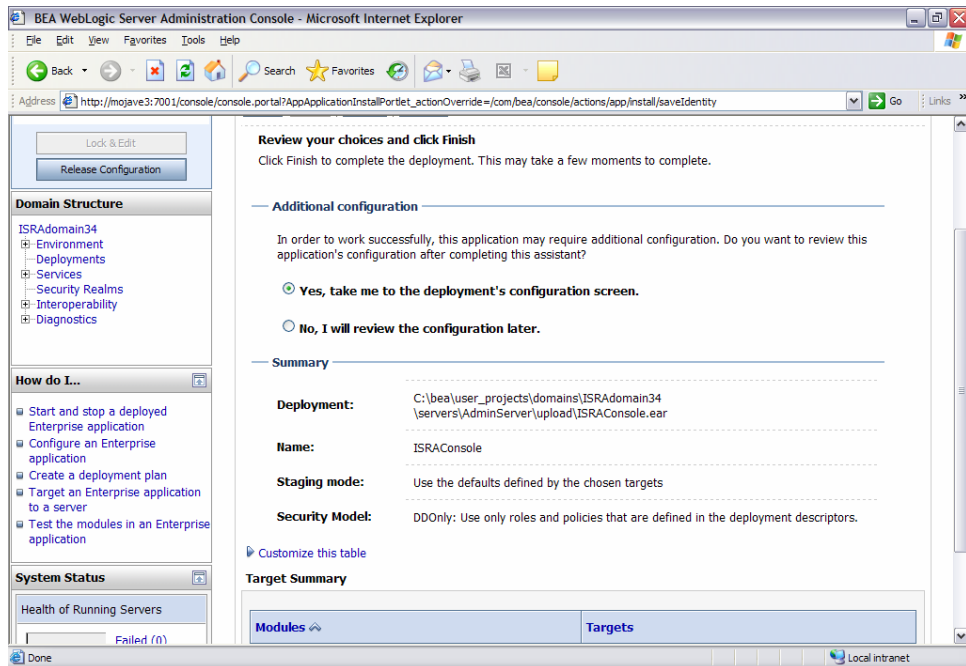 BEA WebLogic Server Administration Console - Microsoft Internet Explorer
File Edit View Favorites Tools Help
Back Search Favorites
Address http://mojave3:7001/console/console.portal?AppApplicationInstallPortlet_actionOverride=/com/bea/console/actions/app/install/saveIdentity Go Links »
Lock & Edit
Release Configuration
Domain Structure
ISRAdomain34
Environment
Deployments
Services
Security Realms
Interoperability
Diagnostics
How do I...
Start and stop a deployed
Enterprise application
Configure an Enterprise
application
Create a deployment plan
Target an Enterprise application
to a server
Test the modules in an Enterprise
application
System Status
Health of Running Servers
Failed (0)
Review your choices and click Finish
Click Finish to complete the deployment. This may take a few moments to complete.
Additional configuration
In order to work successfully, this application may require additional configuration. Do you want to review this
application's configuration after completing this assistant?
Yes, take me to the deployment's configuration screen.
No, I will review the configuration later.
Summary
Deployment: C:\bea\user_projects\domains\ISRAdomain34
\servers\AdminServer\upload\ISRAConsole.ear
Name: ISRAConsole
Staging mode: Use the defaults defined by the chosen targets
Security Model: DDOnly: Use only roles and policies that are defined in the deployment descriptors.
Customize this table
Target Summary
Modules Targets
Done Local intranet